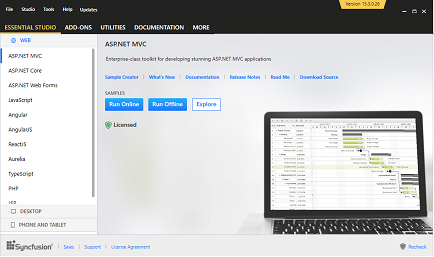 File Studio Tools Help Updates
Version 15.3.0.28
ESSENTIAL STUDIO ADD-ONS UTILITIES DOCUMENTATION MORE
WEB
ASP.NET MVC
ASP.NET Core
ASP.NET Web Forms
JavaScript
Angular
AngularJS
ReactJS
Aurelia
TypeScript
PHP
JSP
DESKTOP
PHONE AND TABLET
ASP.NET MVC
Enterprise-class toolkit for developing stunning ASP.NET MVC applications
Sample Creator | What's New | Documentation | Release Notes | Read Me | Download Source
SAMPLES
Run Online Run Offline Explore
Licensed
Syncfusion | Sales | Support | License Agreement
Recheck